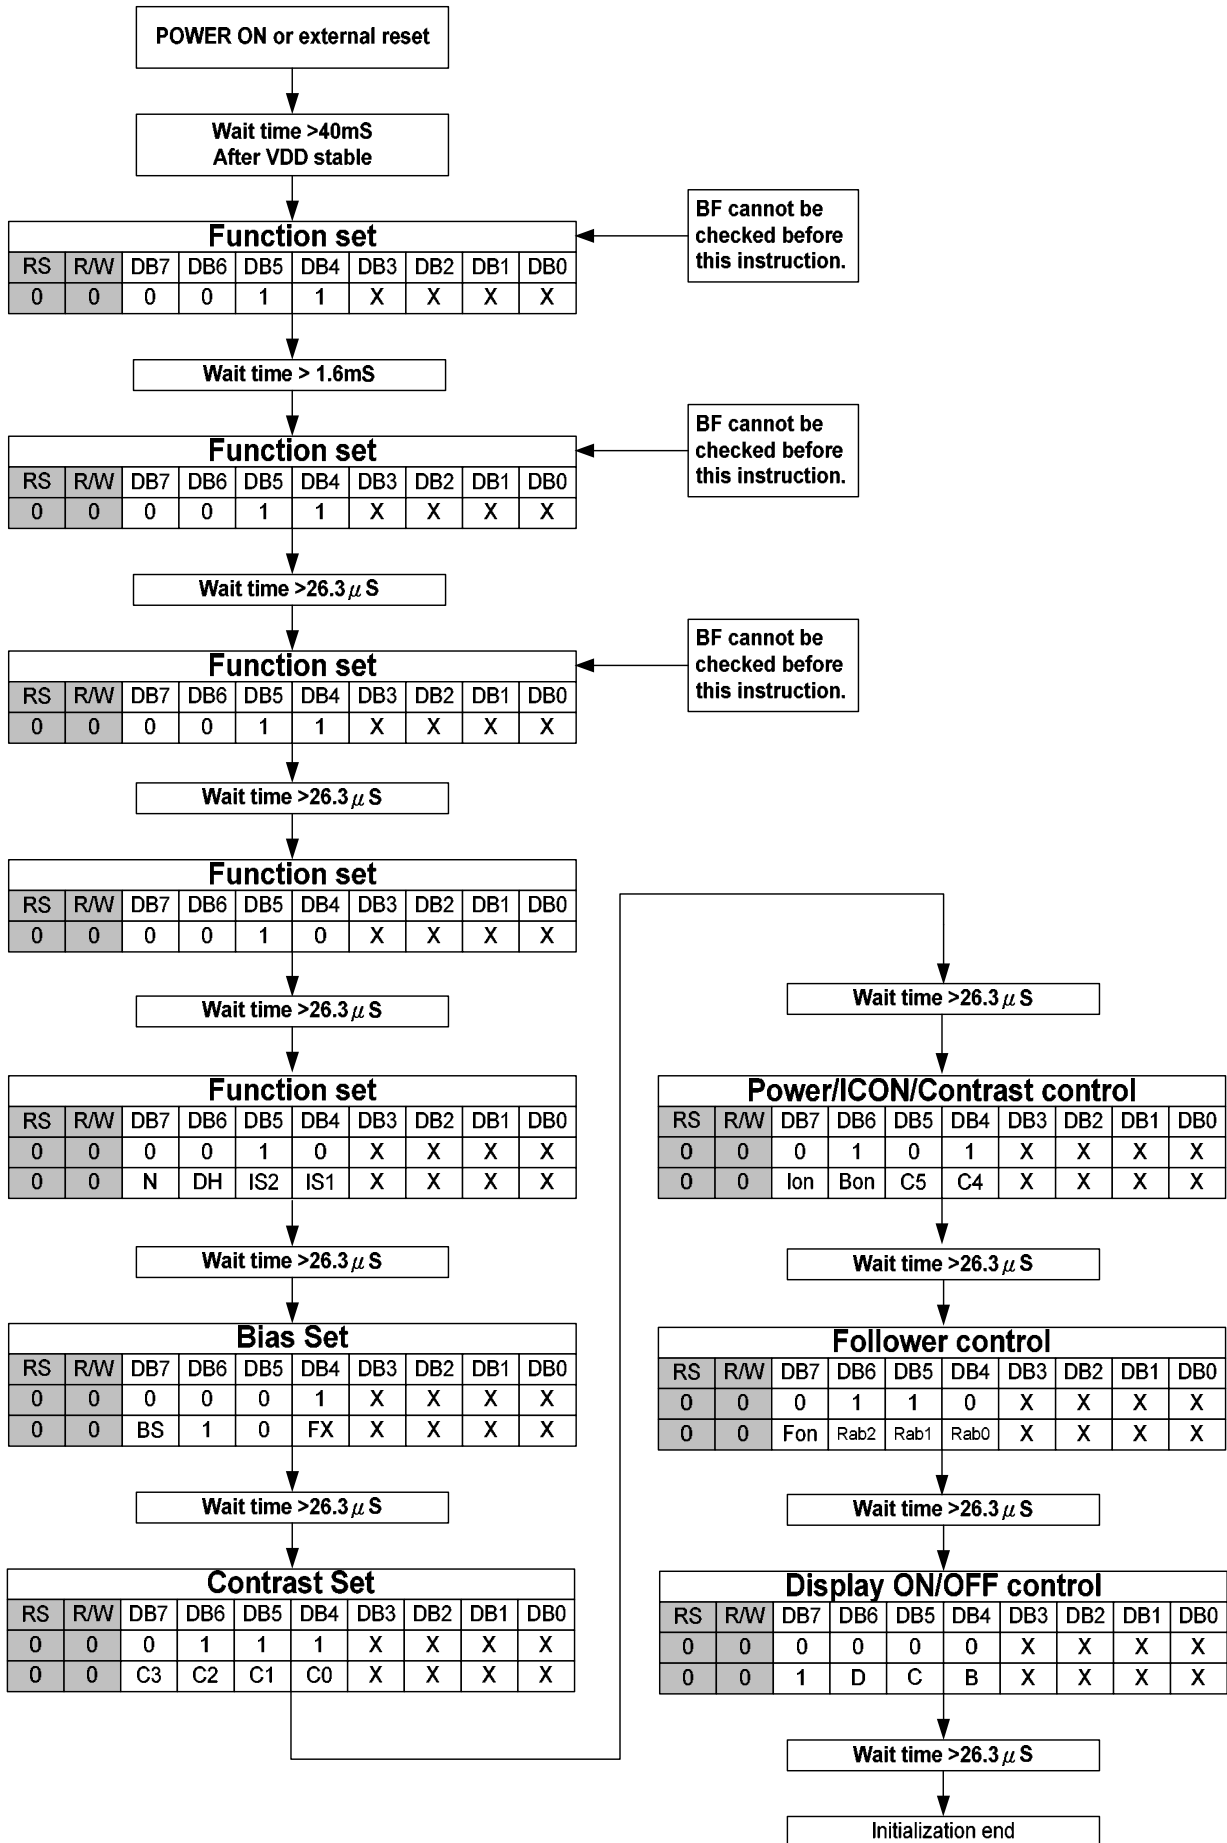 POWER ON or external reset
Wait time >40mS
After VDD stable
BF cannot be
checked before
this instruction.
Function set
RS R/W DB7 DB6 DB5 DB4 DB3 DB2 DB1 DB0
0 0 0 0 1 1 X X X X
Wait time > 1.6mS
BF cannot be
checked before
this instruction.
Function set
RS R/W DB7 DB6 DB5 DB4 DB3 DB2 DB1 DB0
0 0 0 0 1 1 X X X X
Wait time >26.3μS
BF cannot be
checked before
this instruction.
Function set
RS R/W DB7 DB6 DB5 DB4 DB3 DB2 DB1 DB0
0 0 0 0 1 1 X X X X
Wait time >26.3μS
Function set
RS R/W DB7 DB6 DB5 DB4 DB3 DB2 DB1 DB0
0 0 0 0 1 0 X X X X
Wait time >26.3μS
Function set
RS R/W DB7 DB6 DB5 DB4 DB3 DB2 DB1 DB0
0 0 0 0 1 0 X X X X
0 0 N DH IS2 IS1 X X X X
Wait time >26.3μS
Bias Set
RS R/W DB7 DB6 DB5 DB4 DB3 DB2 DB1 DB0
0 0 0 0 0 1 X X X X
0 0 BS 1 0 FX X X X X
Wait time >26.3μS
Contrast Set
RS R/W DB7 DB6 DB5 DB4 DB3 DB2 DB1 DB0
0 0 0 1 1 1 X X X X
0 0 C3 C2 C1 C0 X X X X
Wait time >26.3μS
Power/ICON/Contrast control
RS R/W DB7 DB6 DB5 DB4 DB3 DB2 DB1 DB0
0 0 0 1 0 1 X X X X
0 0 Ion Bon C5 C4 X X X X
Wait time >26.3μS
Follower control
RS R/W DB7 DB6 DB5 DB4 DB3 DB2 DB1 DB0
0 0 0 1 1 0 X X X X
0 0 Fon Rab2 Rab1 Rab0 X X X X
Wait time >26.3μS
Display ON/OFF control
RS R/W DB7 DB6 DB5 DB4 DB3 DB2 DB1 DB0
0 0 0 0 0 0 X X X X
0 0 1 D C B X X X X
Wait time >26.3μS
Initialization end